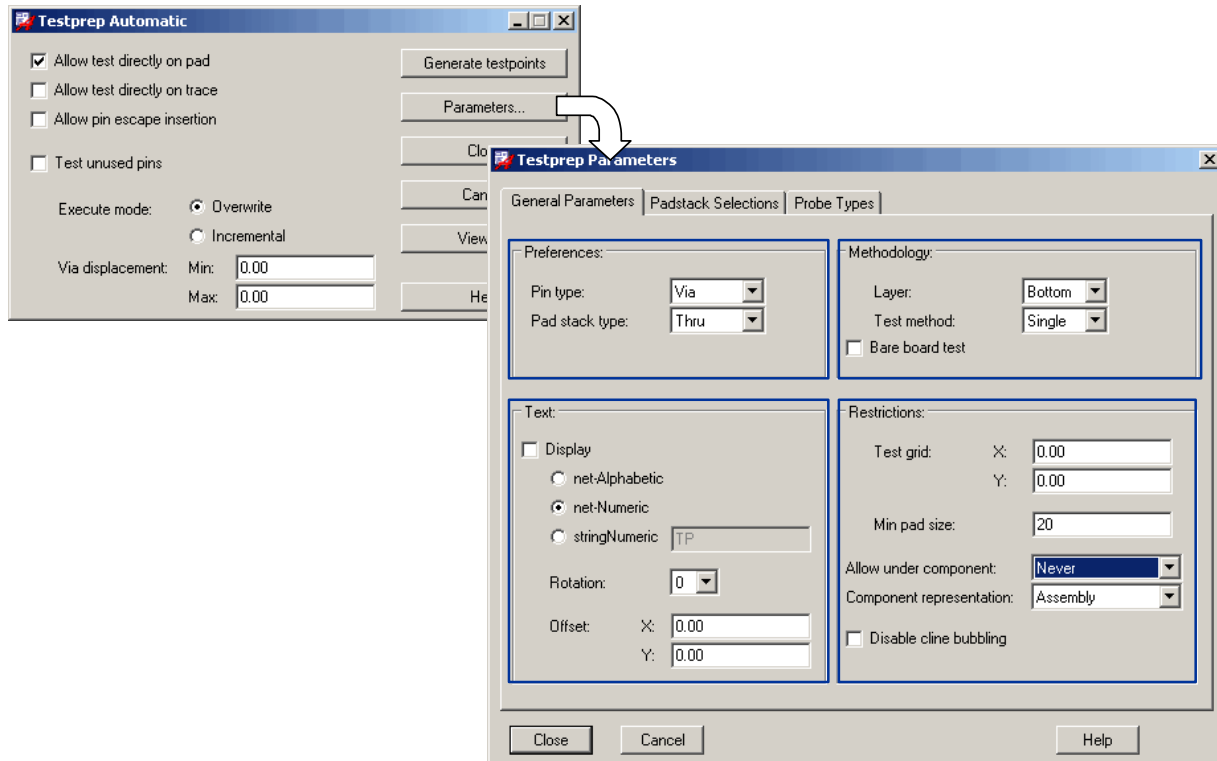 Testprep Automatic
Allow test directly on pad
Generate testpoints
Allow test directly on trace
Parameters...
Allow pin escape insertion
Clo
Test unused pins
Can
Execute mode: Overwrite
Incremental
View
Via displacement: Min: 0.00
Max: 0.00
He
Testprep Parameters
General Parameters Padstack Selections Probe Types
Preferences:
Pin type: Via
Pad stack type: Thru
Methodology:
Layer: Bottom
Test method: Single
Bare board test
Text:
Display
net-Alphabetic
net-Numeric
stringNumeric TP
Rotation: 0
Offset: X: 0.00
Y: 0.00
Restrictions:
Test grid: X: 0.00
Y: 0.00
Min pad size: 20
Allow under component: Never
Component representation: Assembly
Disable cline bubbling
Close Cancel Help